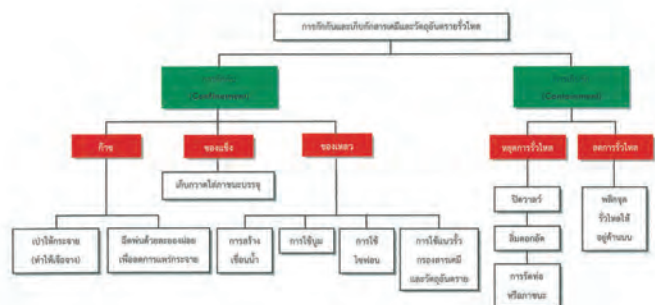 การกักกันและเก็บกักสารเคมีและวัตถุอันตรายรั่วไหล
(Confinement)
(Containment)
ก๊าซ
ของแข็ง
ของเหลว
หยุดการรั่วไหล
ลดการรั่วไหล
เก็บกวาดใส่ภาชนะบรรจุ
เป่าให้กระจาย
(ทำให้เจือจาง)
ฉีดพ่นด้วยละอองฝอย
เพื่อลดการแพร่กระจาย
การสร้าง
เขื่อนน้ำ
การใช้บูม
การใช้
ไซฟอน
การใช้แนวรั้ว
กรองสารเคมี
และวัตถุอันตราย
ปิดวาล์ว
ลิ่มตอกอัด
การรัดท่อ
หรือภาชนะ
พลิกจุด
รั่วไหลให้
อยู่ด้านบน